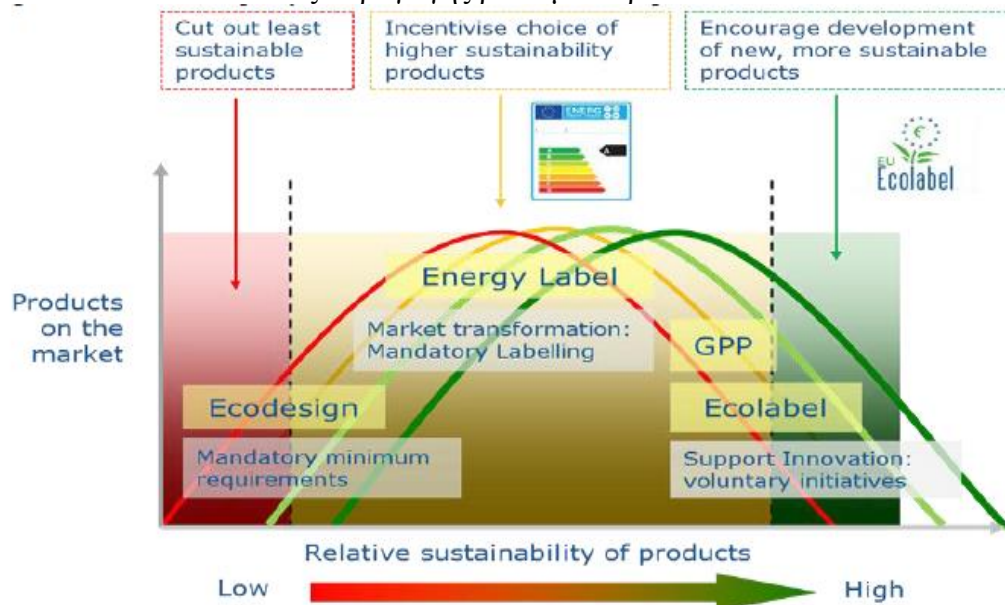 Cut out least
sustainable
products
Incentivise choice of
higher sustainability
products
Encourage development
of new, more sustainable
products
ENERG
A
EU
Ecolabel
Products
on the
market
Energy Label
Market transformation:
Mandatory Labelling
GPP
Ecodesign
Ecolabel
Mandatory minimum
requirements
Support Innovation:
voluntary initiatives
Relative sustainability of products
Low
High